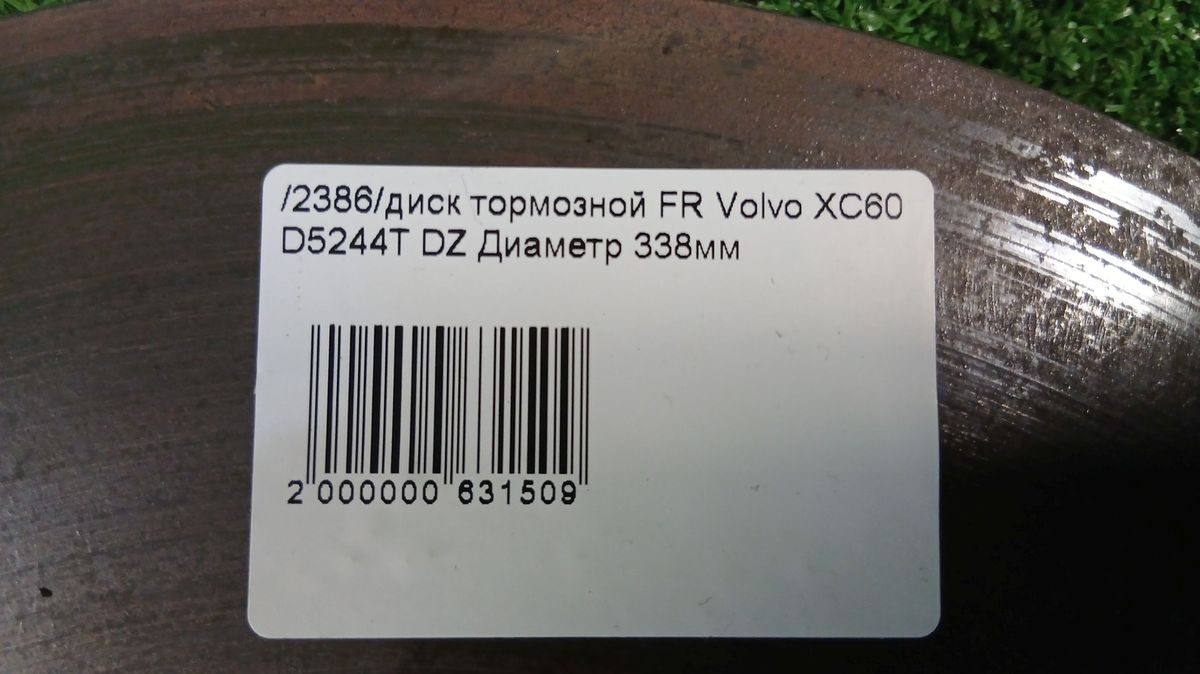 /2386/диск тормозной FR Volvo XC60
D5244T DZ Диаметр 338мм
2 000000 631509